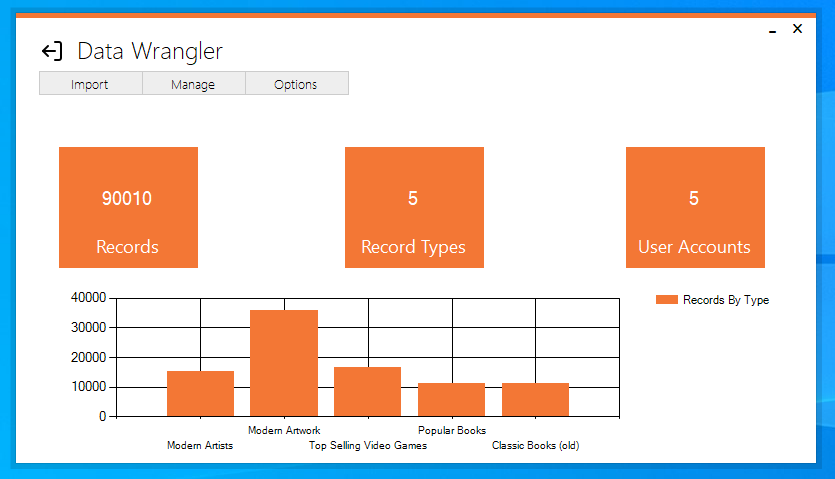 Data Wrangler
Import Manage Options
90010 5 5
Records Record Types User Accounts
40000
30000
20000
10000
0
Records By Type
Modern Artwork Popular Books
Modern Artists Top Selling Video Games Classic Books (old)